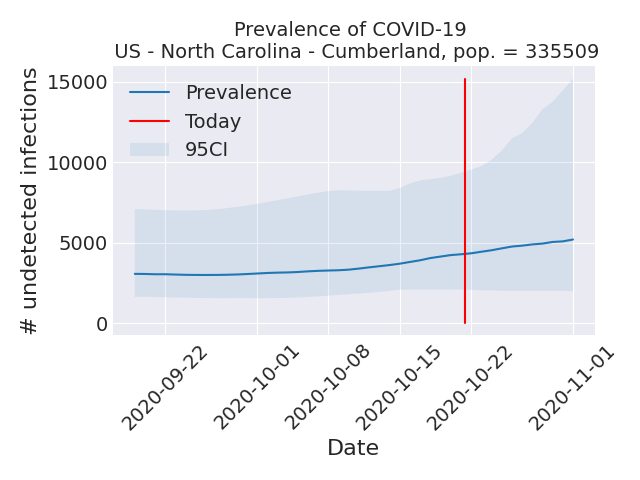 Prevalence of COVID-19
US - North Carolina - Cumberland, pop. = 335509
# undetected infections
15000
10000
5000
0
Prevalence
Today
95CI
2020-09-22
2020-10-01
2020-10-08
2020-10-15
2020-10-22
2020-11-01
Date